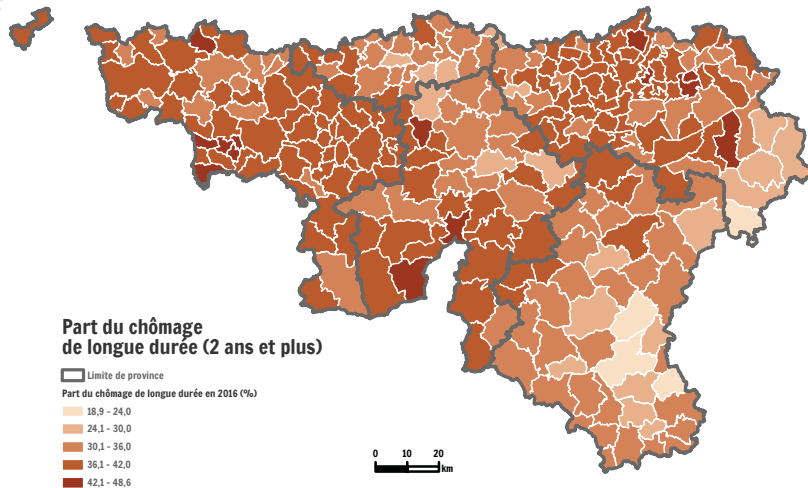 Part du chômage
de longue durée (2 ans et plus)
Limite de province
Part du chômage de longue durée en 2016 (%)
18,9 - 24,0
24,1 - 30,0
30,1 - 36,0
36,1 - 42,0
42,1 - 48,6
0 10 20
km